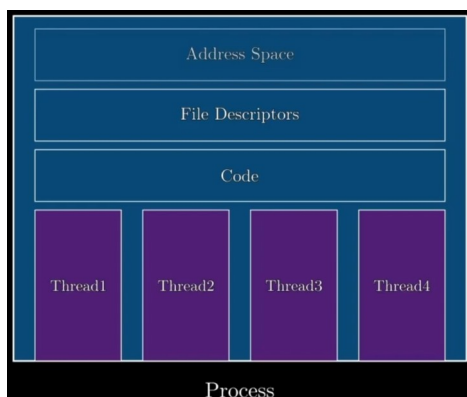 Address Space
File Descriptors
Code
Thread1 Thread2 Thread3 Thread4
Process